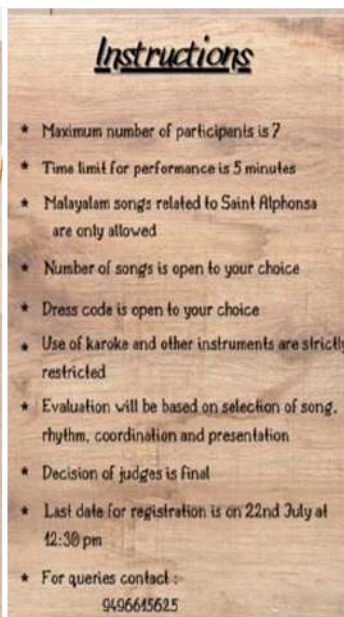 Instructions
* Maximum number of participants is 7
* Time limit for performance is 5 minutes
* Malayalam songs related to Saint Alphonsa
are only allowed
* Number of songs is open to your choice
* Dress code is open to your choice
* Use of karoke and other instruments are strictly
restricted
* Evaluation will be based on selection of song,
rhythm, coordination and presentation
* Decision of judges is final
* Last date for registration is on 22nd July at
12:30 pm
* For queries contact :
9496615625